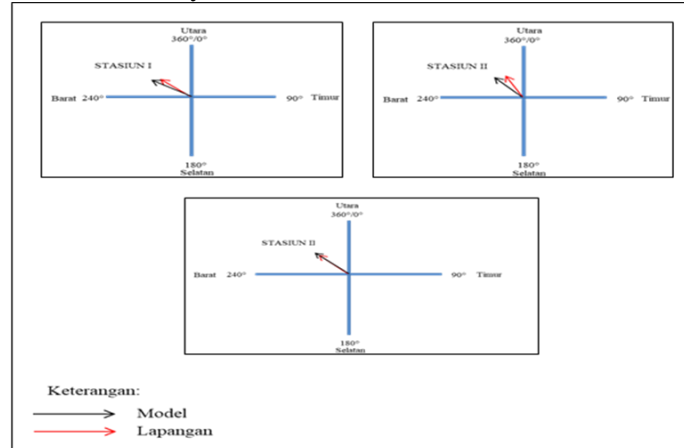 Utara
360°/0°
STASIUN I
Barat 240°
90° Timur
180°
Selatan
Utara
360°/0°
STASIUN II
Barat 240°
90° Timur
180°
Selatan
Utara
360°/0°
STASIUN II
Barat 240°
90° Timur
180°
Selatan
Keterangan:
Model
Lapangan